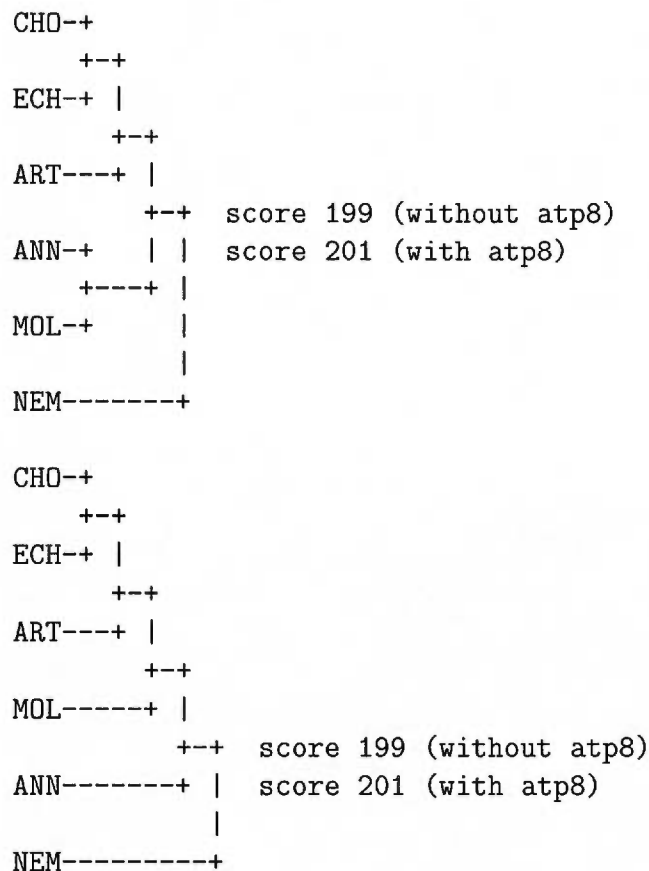 CHO-+
    +-+
ECH-+ |
      +-+
ART---+ |
        +-+  score 199 (without atp8)
ANN-+   | |  score 201 (with atp8)
    +----+ |
MOL-+     |
          |
NEM-------+
CHO-+
    +-+
ECH-+ |
      +-+
ART---+ |
        +-+
MOL-----+ |
          +-+  score 199 (without atp8)
ANN-------+ |  score 201 (with atp8)
            |
NEM---------+